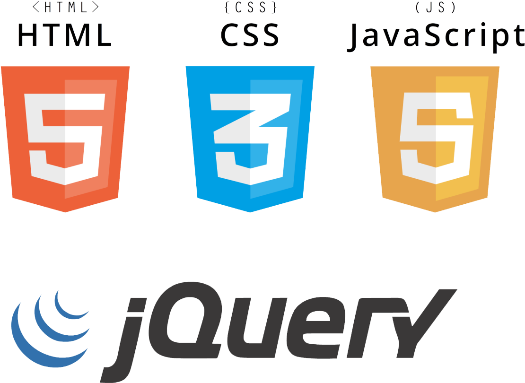 <HTML> {CSS} (JS)
HTML CSS JavaScript
5 3 5
jQuery